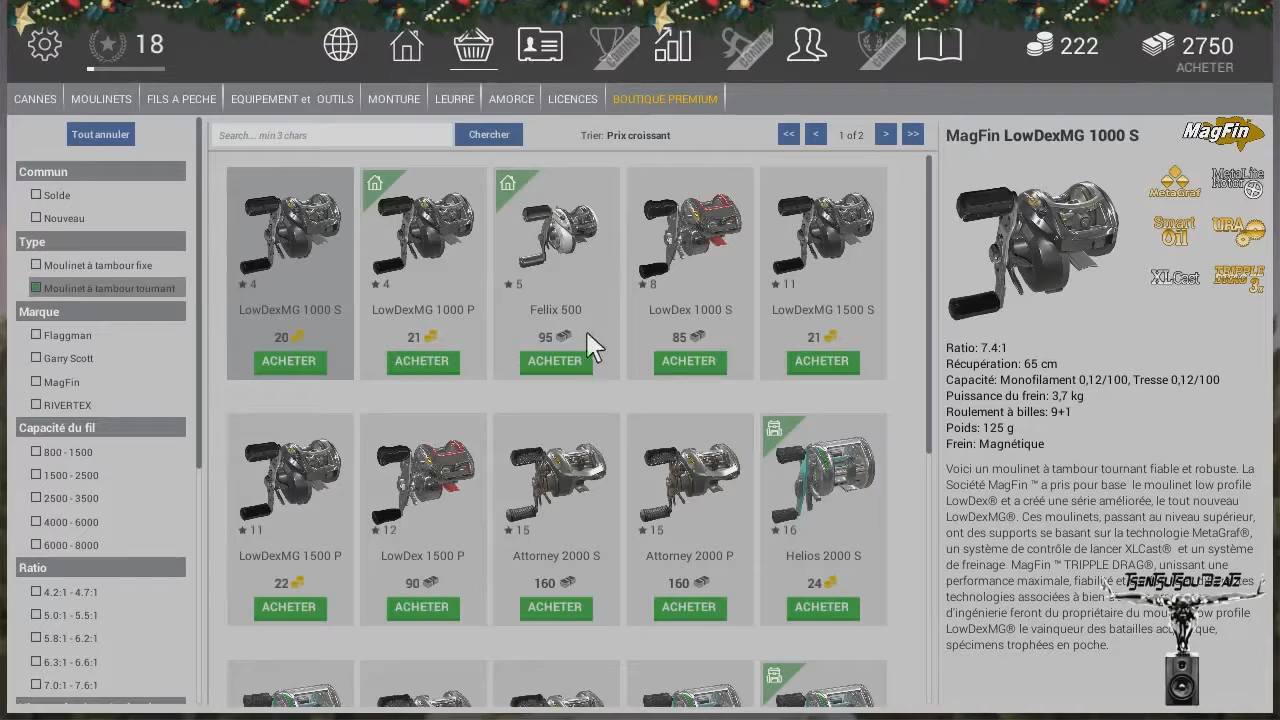 18
COMING
COMING
COMING
222
2750
ACHETER
CANNES
MOULINETS
FILS A PECHE
EQUIPEMENT et OUTILS
MONTURE
LEURRE
AMORCE
LICENCES
BOUTIQUE PREMIUM
Tout annuler
Search.... min 3 chars
Chercher
Trier: Prix croissant
<<
<
1 of 2
>
>>
Commun
Solde
Nouveau
Type
Moulinet à tambour fixe
Moulinet à tambour tournant
Marque
Flaggman
Garry Scott
MagFin
RIVERTEX
Capacité du fil
800 - 1500
1500 - 2500
2500 - 3500
4000 - 6000
6000 - 8000
Ratio
4.2:1 - 4.7:1
5.0:1 - 5.5:1
5.8:1 - 6.2:1
6.3:1 - 6.6:1
7.0:1 - 7.6:1
4
LowDexMG 1000 S
20
ACHETER
4
LowDexMG 1000 P
21
ACHETER
5
Fellix 500
95
ACHETER
8
LowDex 1000 S
85
ACHETER
11
LowDexMG 1500 S
21
ACHETER
11
LowDexMG 1500 P
22
ACHETER
12
LowDex 1500 P
90
ACHETER
15
Attorney 2000 S
160
ACHETER
15
Attorney 2000 P
160
ACHETER
16
Helios 2000 S
24
ACHETER
MagFin LowDexMG 1000 S
MagFin
MetaGraf
MetaLite
Motor
Smart
Oil
URA
XLCast
TRIPPLE
DRAG 3x
Ratio: 7.4:1
Récupération: 65 cm
Capacité: Monofilament 0,12/100, Tresse 0,12/100
Puissance du frein: 3,7 kg
Roulement à billes: 9+1
Poids: 125 g
Frein: Magnétique
Voici un moulinet à tambour tournant fiable et robuste. La
Société MagFin ™ a pris pour base le moulinet low profile
LowDex® et a créé une série améliorée, le tout nouveau
LowDexMG®. Ces moulinets, passant au niveau supérieur,
ont des supports se basant sur la technologie MetaGraf®,
un système de contrôle de lancer XLCast® et un système
de freinage MagFin ™ TRIPPLE DRAG®, unissant une
performance maximale, fiabilité et
technologies associées à bien
d'ingénierie feront du propriétaire du mou low profile
LowDexMG® le vainqueur des batailles que,
spécimens trophées en poche.
TSENGUTSOU BEATZ